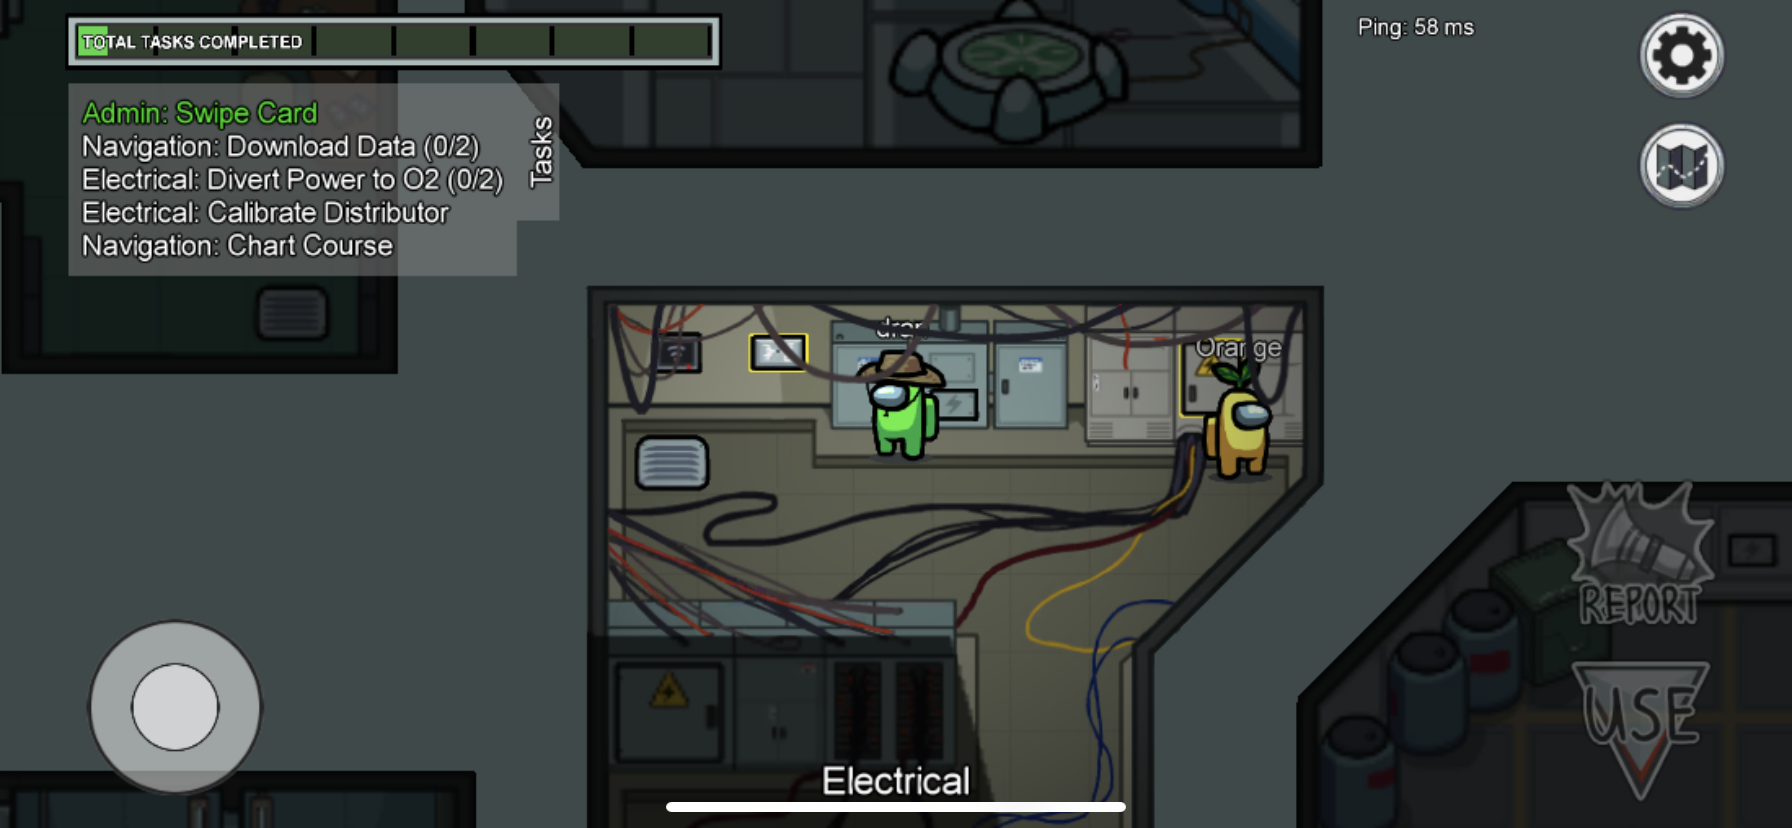 TOTAL TASKS COMPLETED
Ping: 58 ms
Admin: Swipe Card
Navigation: Download Data (0/2)
Electrical: Divert Power to O2 (0/2)
Electrical: Calibrate Distributor
Navigation: Chart Course
Tasks
Orange
REPORT
USE
Electrical